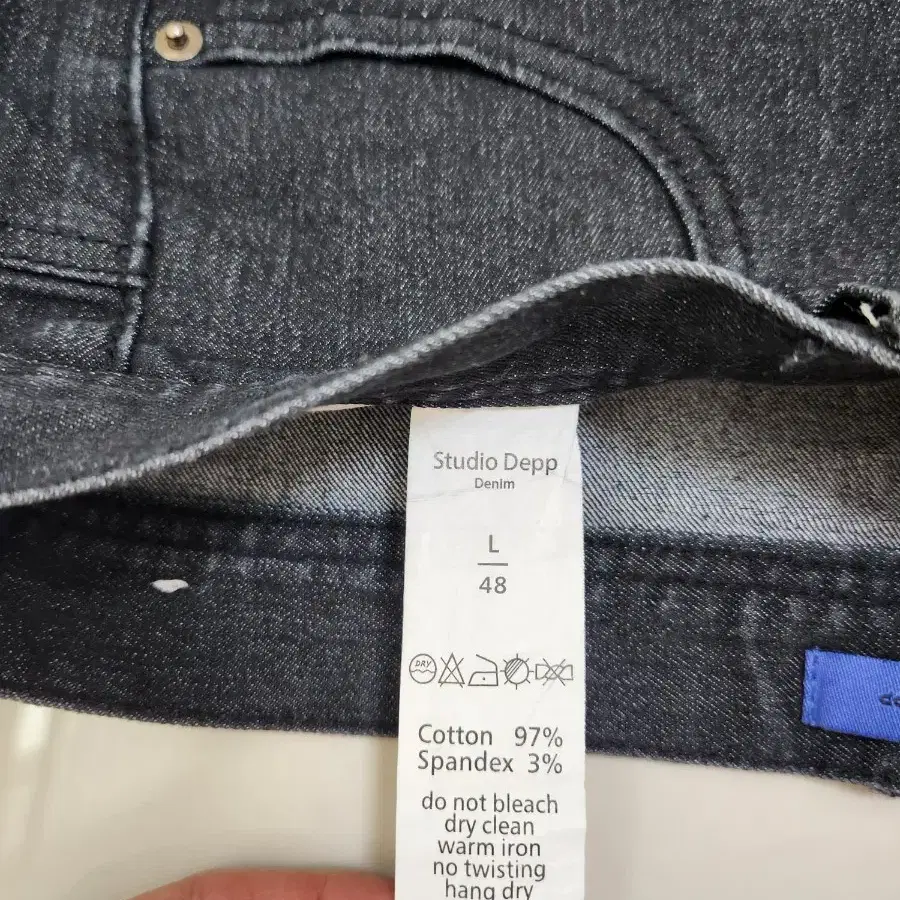 Studio Depp
Denim
L
48
DRY
Cotton 97%
Spandex 3%
do not bleach
dry clean
warm iron
no twisting
hang dry